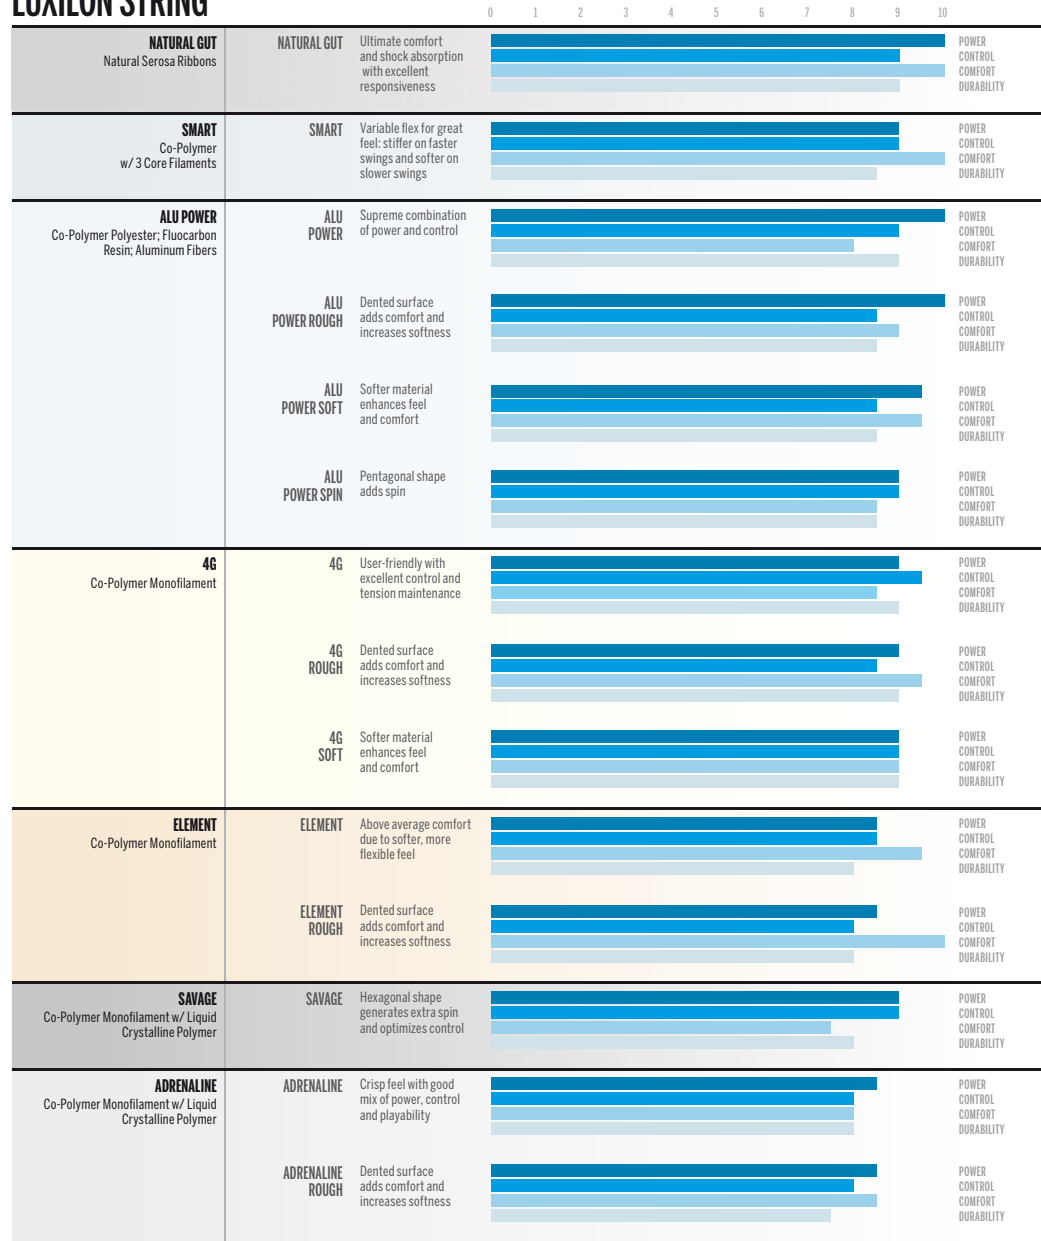 LUXILON STRING
0 1 2 3 4 5 6 7 8 9 10
NATURAL GUT
Natural Serosa Ribbons
NATURAL GUT
Ultimate comfort
and shock absorption
with excellent
responsiveness
POWER
CONTROL
COMFORT
DURABILITY
SMART
Co-Polymer
w/ 3 Core Filaments
SMART
Variable flex for great
feel: stiffer on faster
swings and softer on
slower swings
POWER
CONTROL
COMFORT
DURABILITY
ALU POWER
Co-Polymer Polyester; Fluocarbon
Resin; Aluminum Fibers
ALU
POWER
Supreme combination
of power and control
POWER
CONTROL
COMFORT
DURABILITY
ALU
POWER ROUGH
Dented surface
adds comfort and
increases softness
POWER
CONTROL
COMFORT
DURABILITY
ALU
POWER SOFT
Softer material
enhances feel
and comfort
POWER
CONTROL
COMFORT
DURABILITY
ALU
POWER SPIN
Pentagonal shape
adds spin
POWER
CONTROL
COMFORT
DURABILITY
4G
Co-Polymer Monofilament
4G
User-friendly with
excellent control and
tension maintenance
POWER
CONTROL
COMFORT
DURABILITY
4G
ROUGH
Dented surface
adds comfort and
increases softness
POWER
CONTROL
COMFORT
DURABILITY
4G
SOFT
Softer material
enhances feel
and comfort
POWER
CONTROL
COMFORT
DURABILITY
ELEMENT
Co-Polymer Monofilament
ELEMENT
Above average comfort
due to softer, more
flexible feel
POWER
CONTROL
COMFORT
DURABILITY
ELEMENT
ROUGH
Dented surface
adds comfort and
increases softness
POWER
CONTROL
COMFORT
DURABILITY
SAVAGE
Co-Polymer Monofilament w/ Liquid
Crystalline Polymer
SAVAGE
Hexagonal shape
generates extra spin
and optimizes control
POWER
CONTROL
COMFORT
DURABILITY
ADRENALINE
Co-Polymer Monofilament w/ Liquid
Crystalline Polymer
ADRENALINE
Crisp feel with good
mix of power, control
and playability
POWER
CONTROL
COMFORT
DURABILITY
ADRENALINE
ROUGH
Dented surface
adds comfort and
increases softness
POWER
CONTROL
COMFORT
DURABILITY